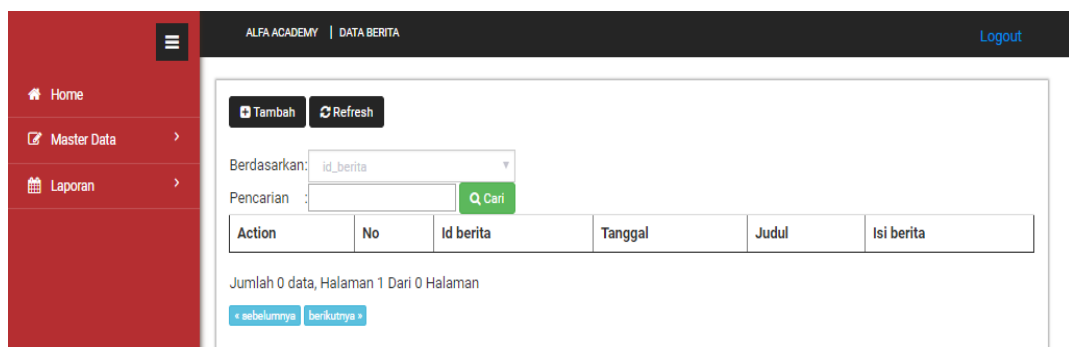 ALFA ACADEMY | DATA BERITA
Logout
Home
Master Data
Laporan
Tambah Refresh
Berdasarkan: id_berita
Pencarian : Cari
Action No Id berita Tanggal Judul Isi berita
Jumlah 0 data, Halaman 1 Dari 0 Halaman
« sebelumnya berikutnya »